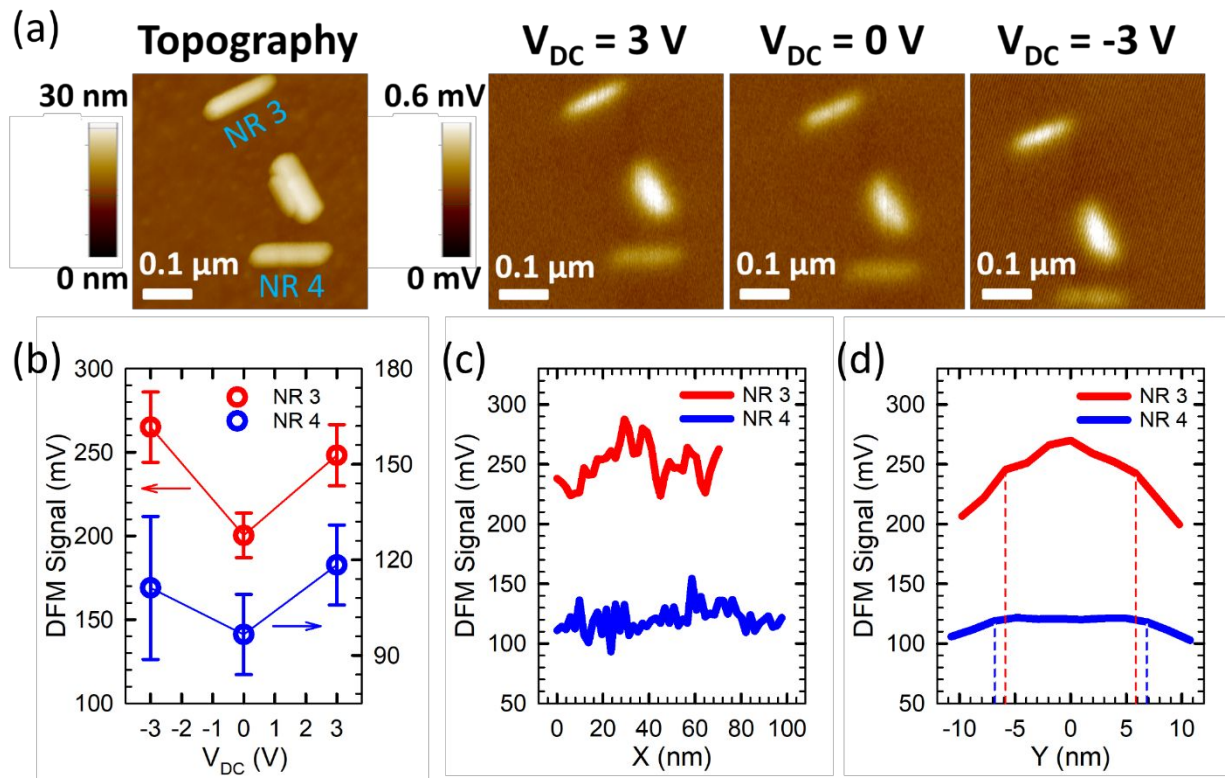 (a)
Topography
V_DC = 3 V
V_DC = 0 V
V_DC = -3 V
30 nm
0 nm
NR 3
NR 4
0.1 μm
0.6 mV
0 mV
0.1 μm
0.1 μm
0.1 μm
(b)
DFM Signal (mV)
300
250
200
150
100
180
150
120
90
NR 3
NR 4
-3 -2 -1 0 1 2 3
V_DC (V)
(c)
DFM Signal (mV)
300
250
200
150
100
50
NR 3
NR 4
0 20 40 60 80 100
X (nm)
(d)
DFM Signal (mV)
300
250
200
150
100
50
NR 3
NR 4
-10 -5 0 5 10
Y (nm)